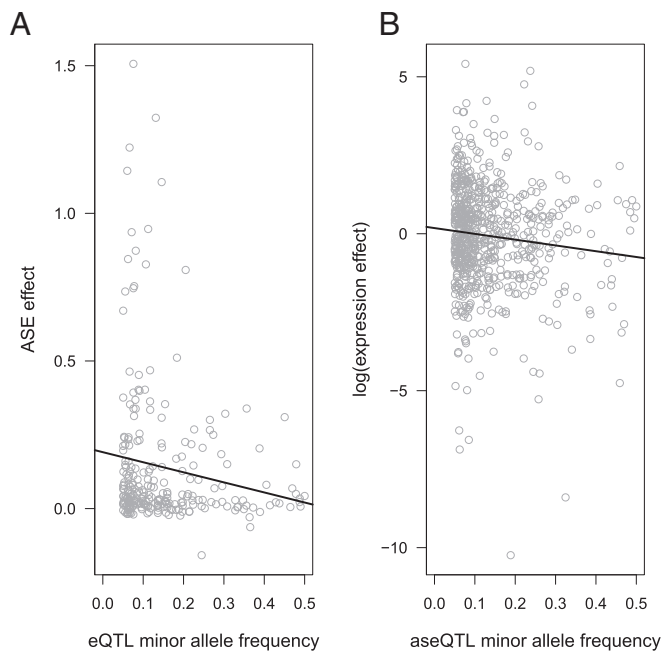 A
ASE effect
1.5
1.0
0.5
0.0
0.0 0.1 0.2 0.3 0.4 0.5
eQTL minor allele frequency
B
log(expression effect)
5
0
−5
−10
0.0 0.1 0.2 0.3 0.4 0.5
aseQTL minor allele frequency